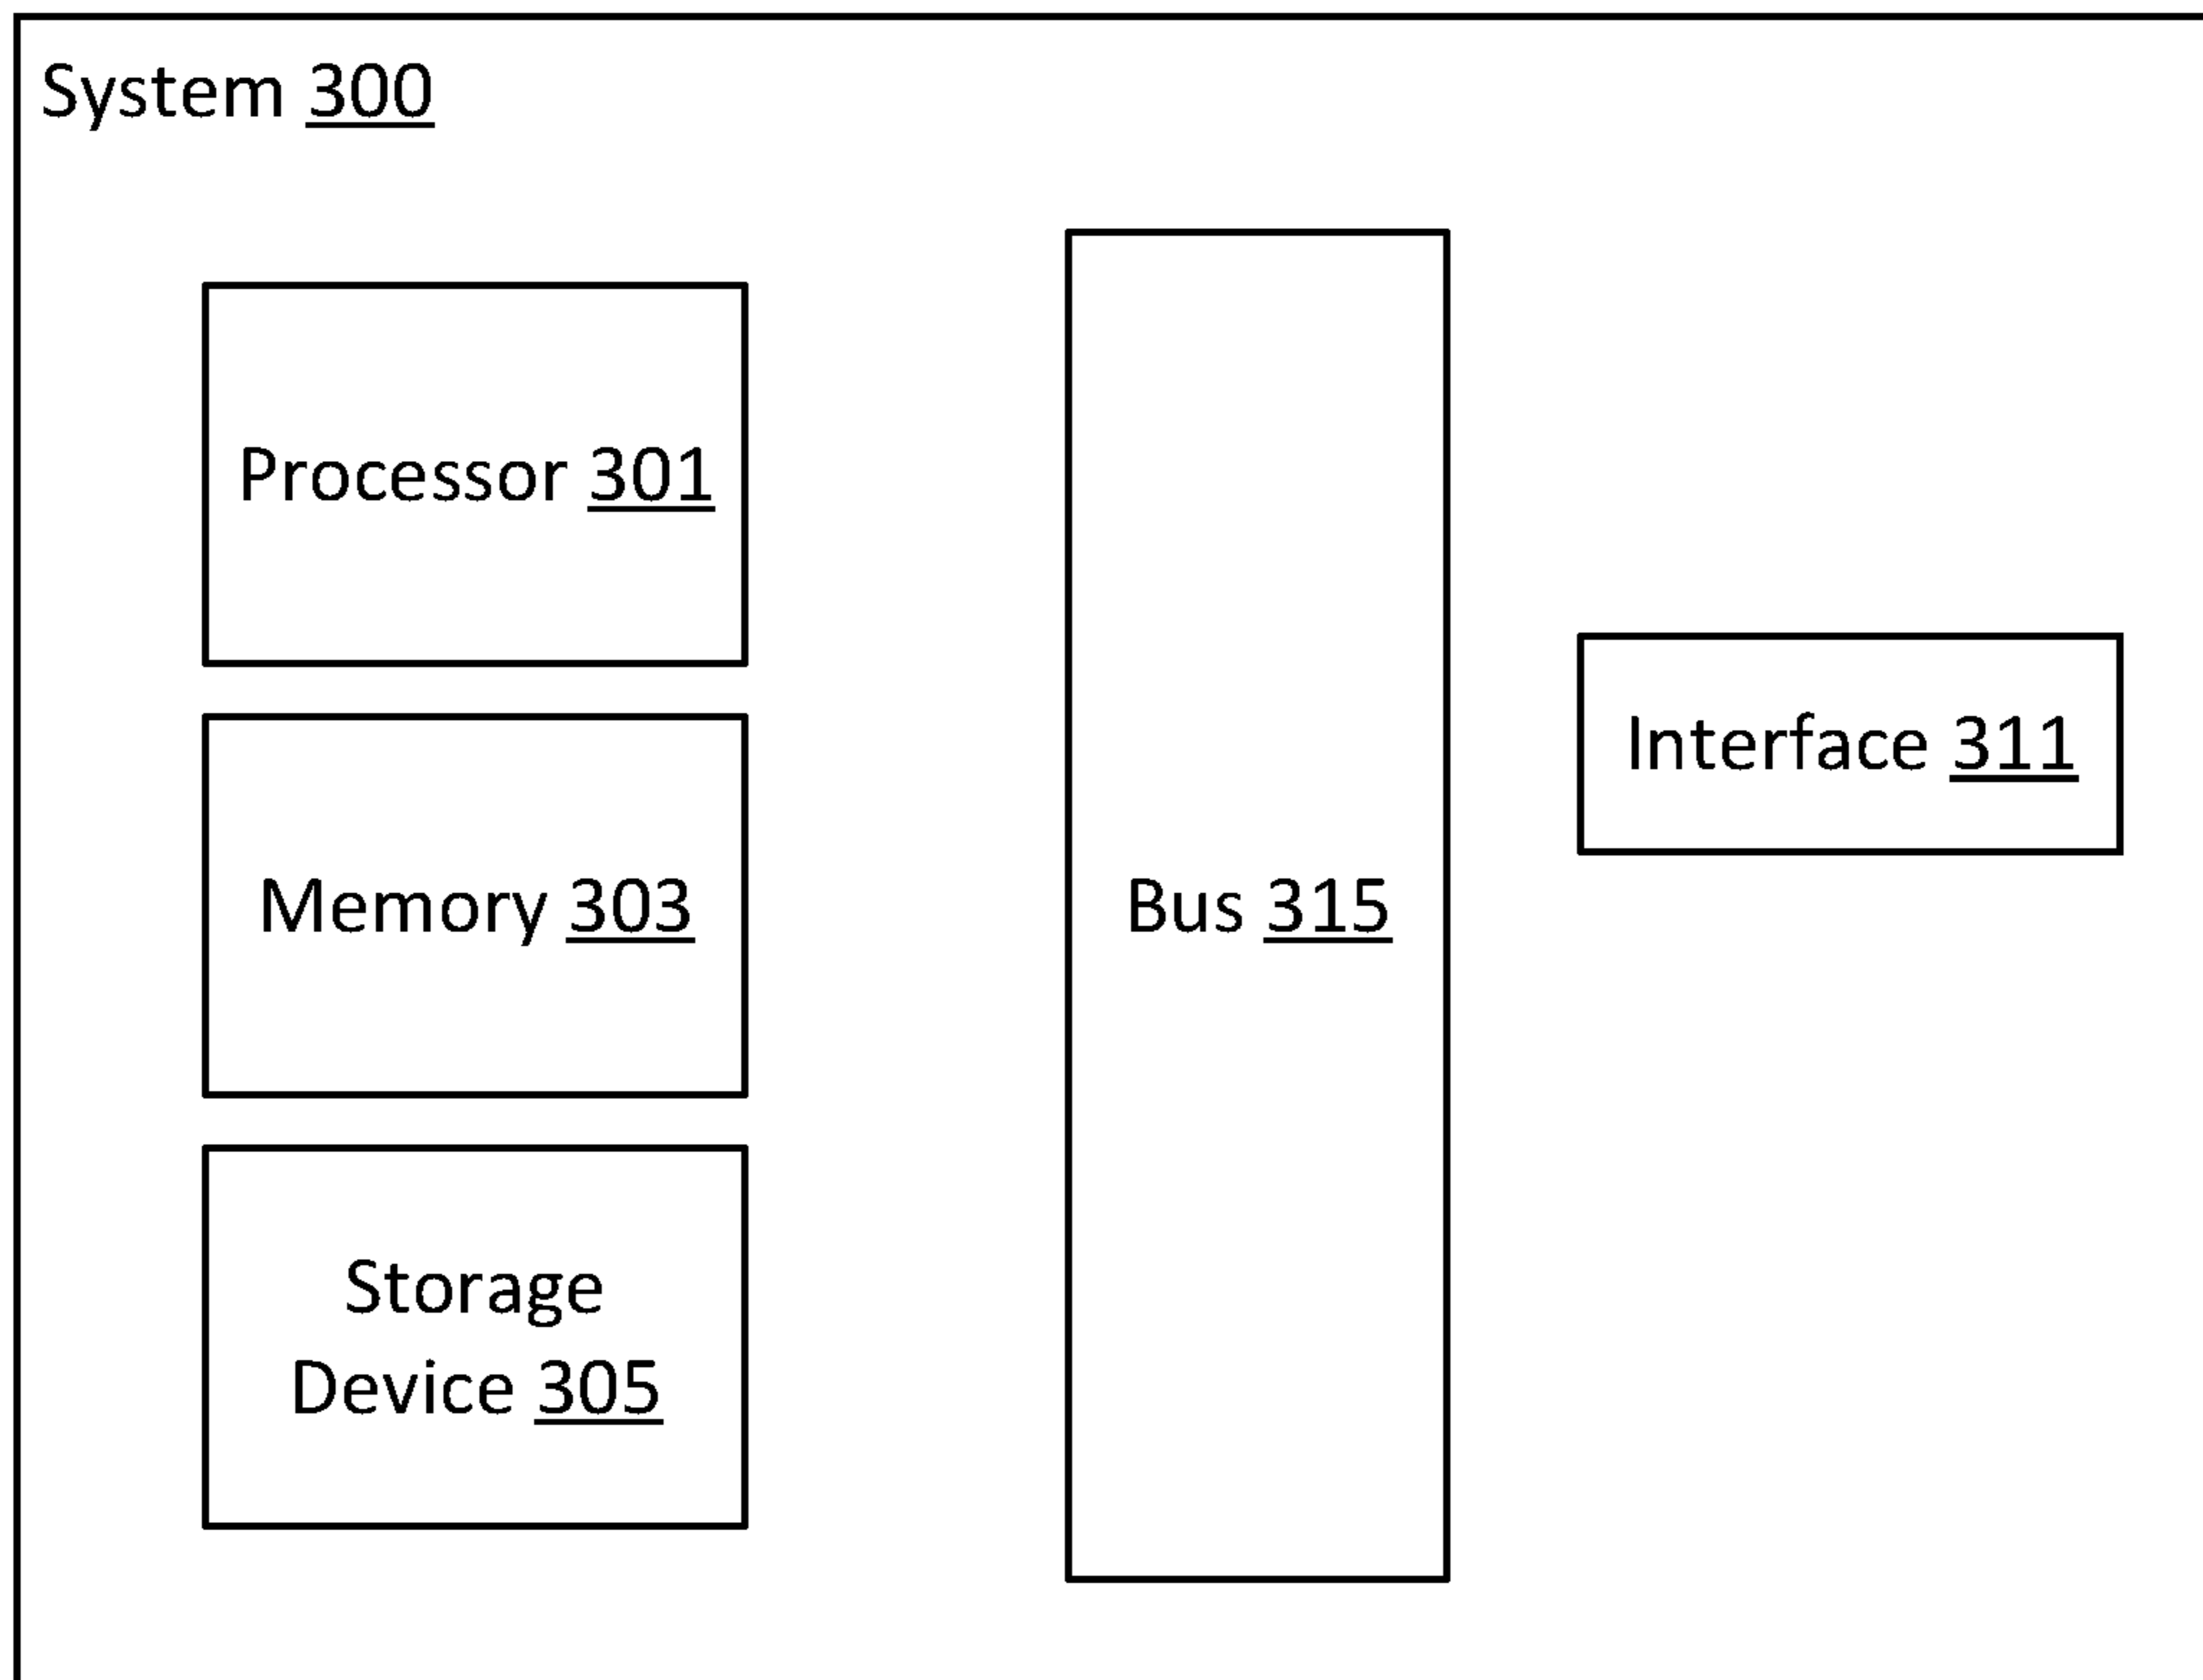 System 300
Processor 301
Memory 303
Storage
Device 305
Bus 315
Interface 311